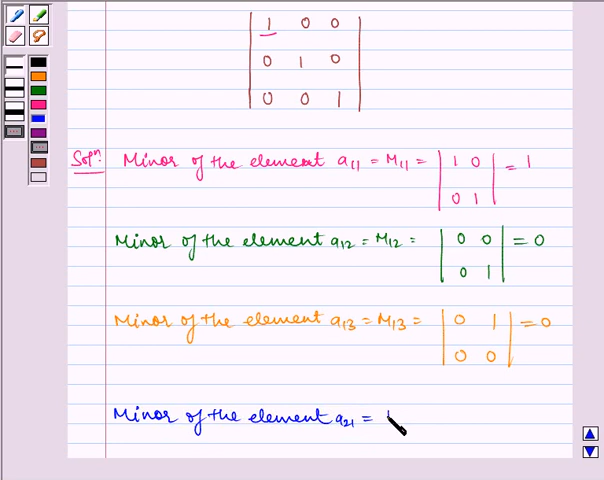 1 0 0
0 1 0
0 0 1
Solⁿ. Minor of the element a₁₁ = M₁₁ = | 1 0 | = 1
0 1
Minor of the element a₁₂ = M₁₂ = | 0 0 | = 0
0 1
Minor of the element a₁₃ = M₁₃ = | 0 1 | = 0
0 0
Minor of the element a₂₁ =